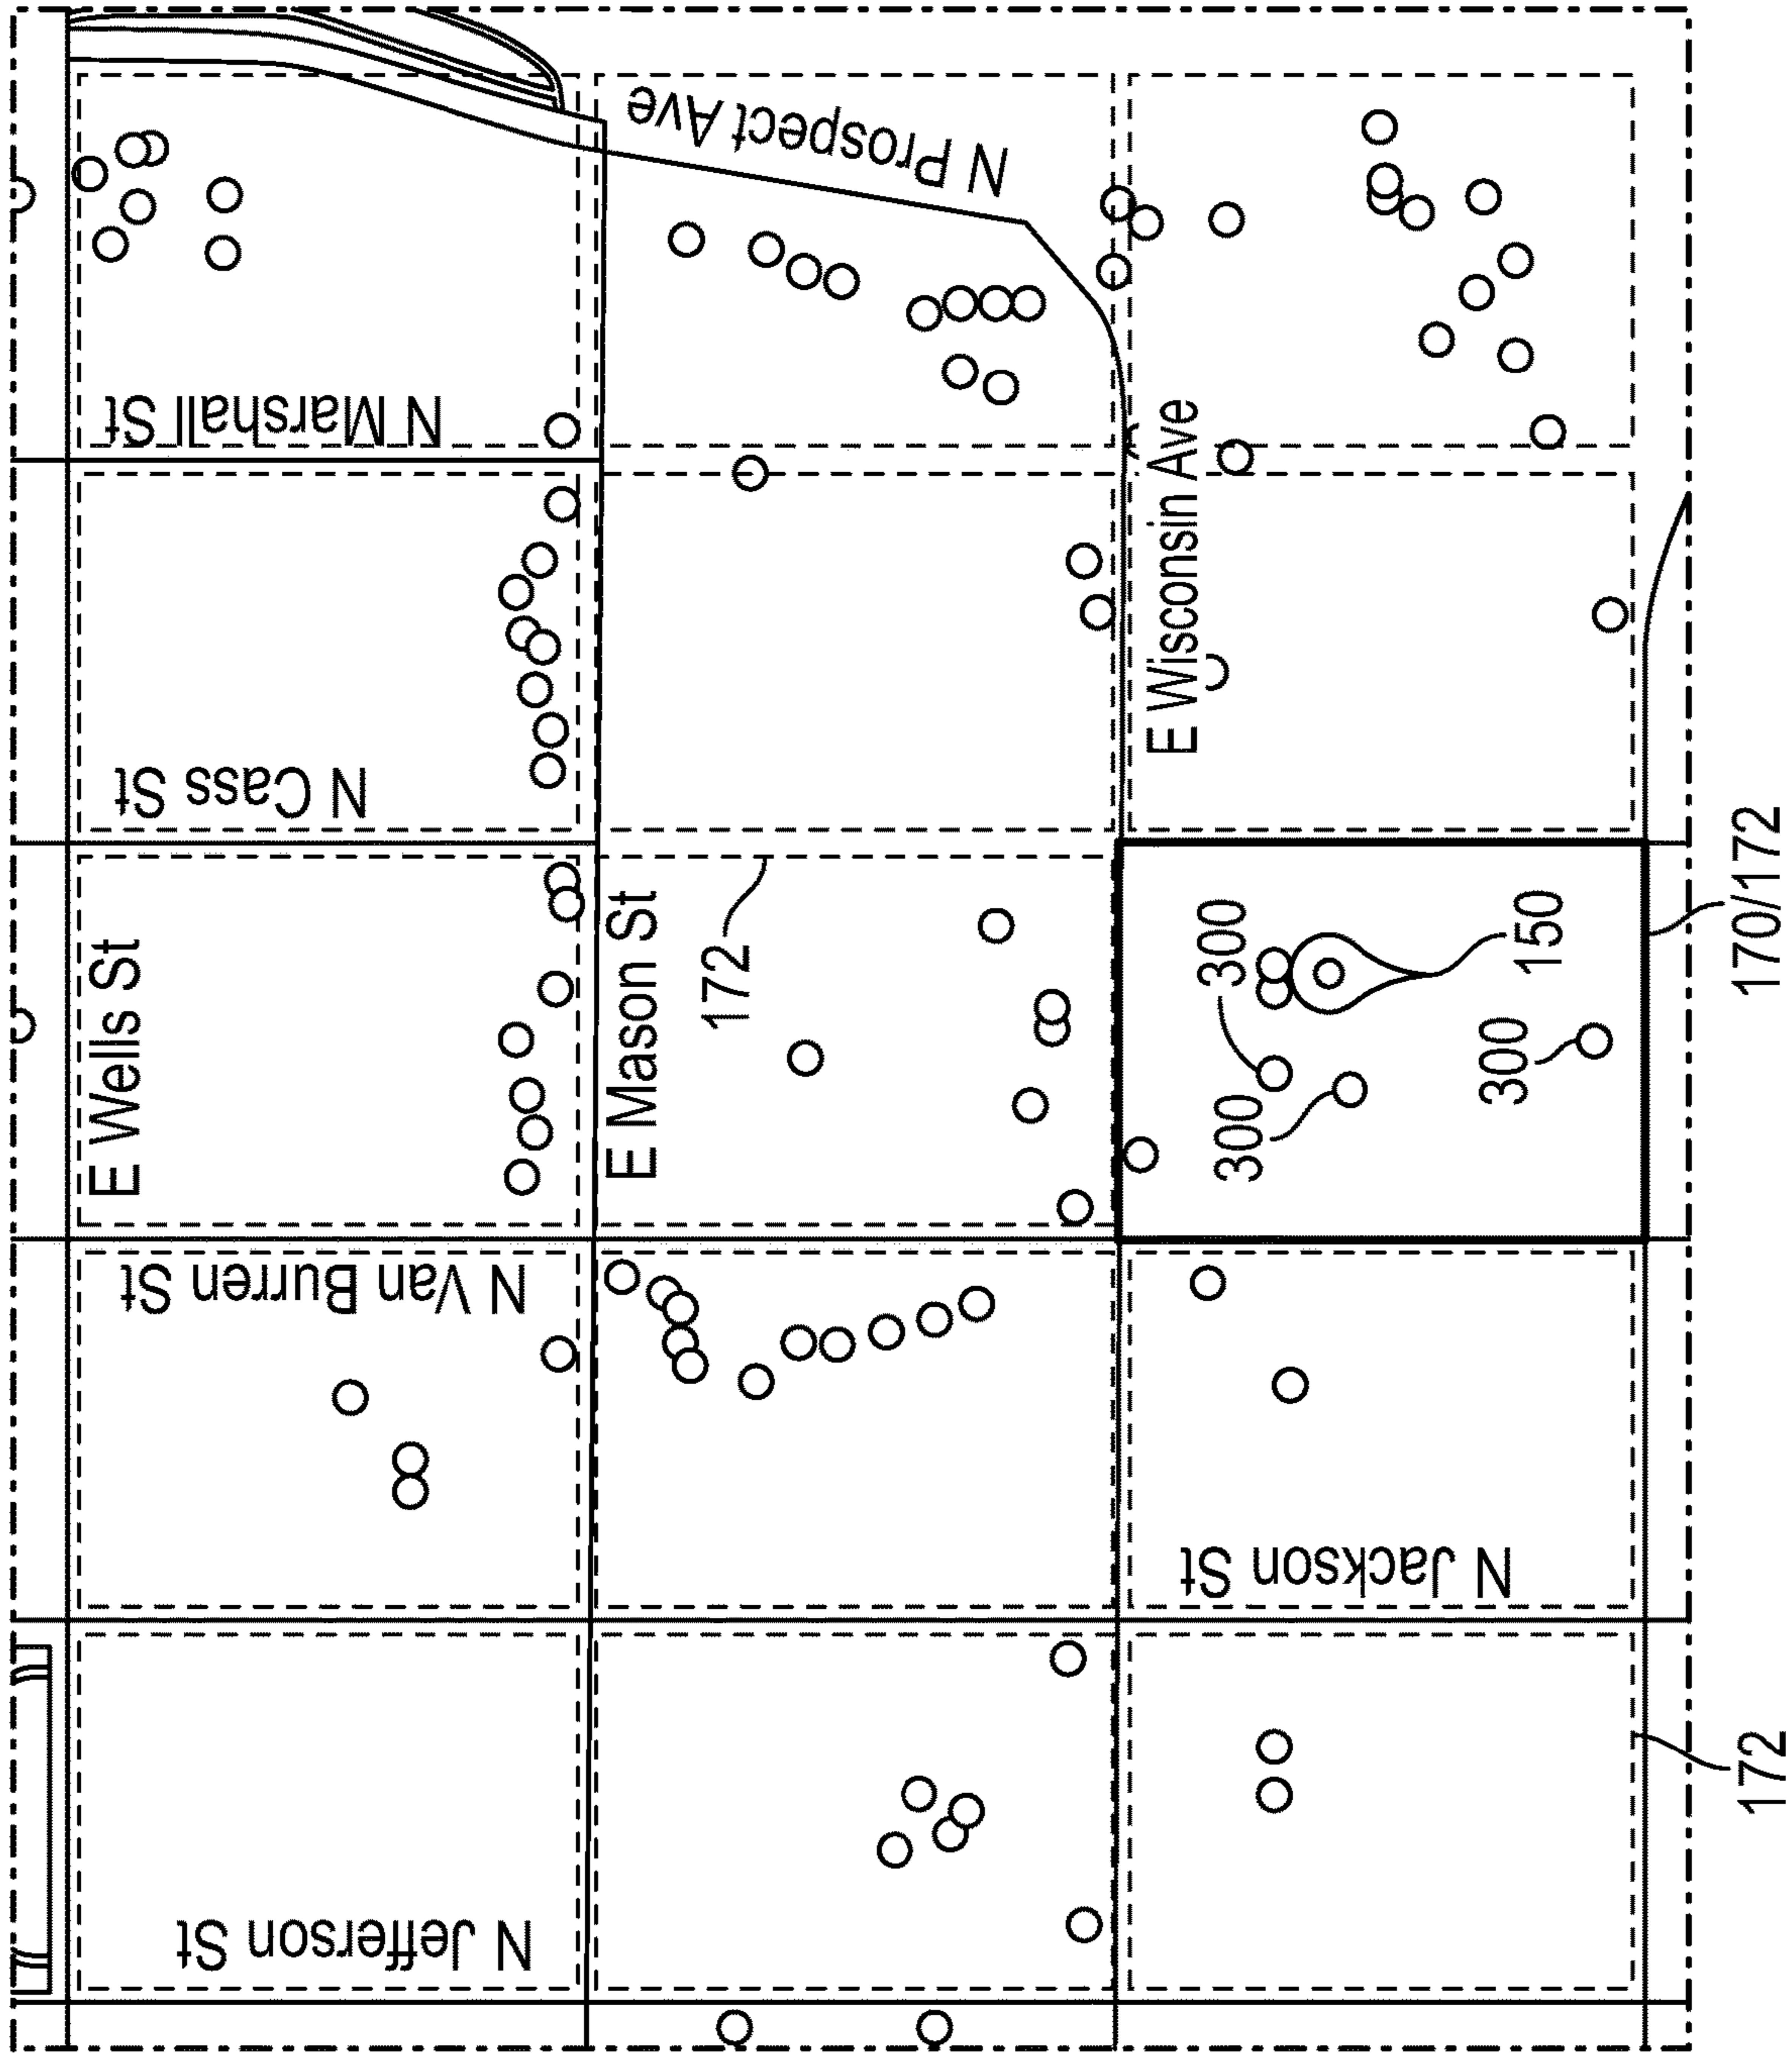 N Prospect Ave
N Marshall St
E Wisconsin Ave
N Cass St
170/172
E Wells St
E Mason St
172
300
150
300
300
N Van Burren St
N Jackson St
172
N Jefferson St